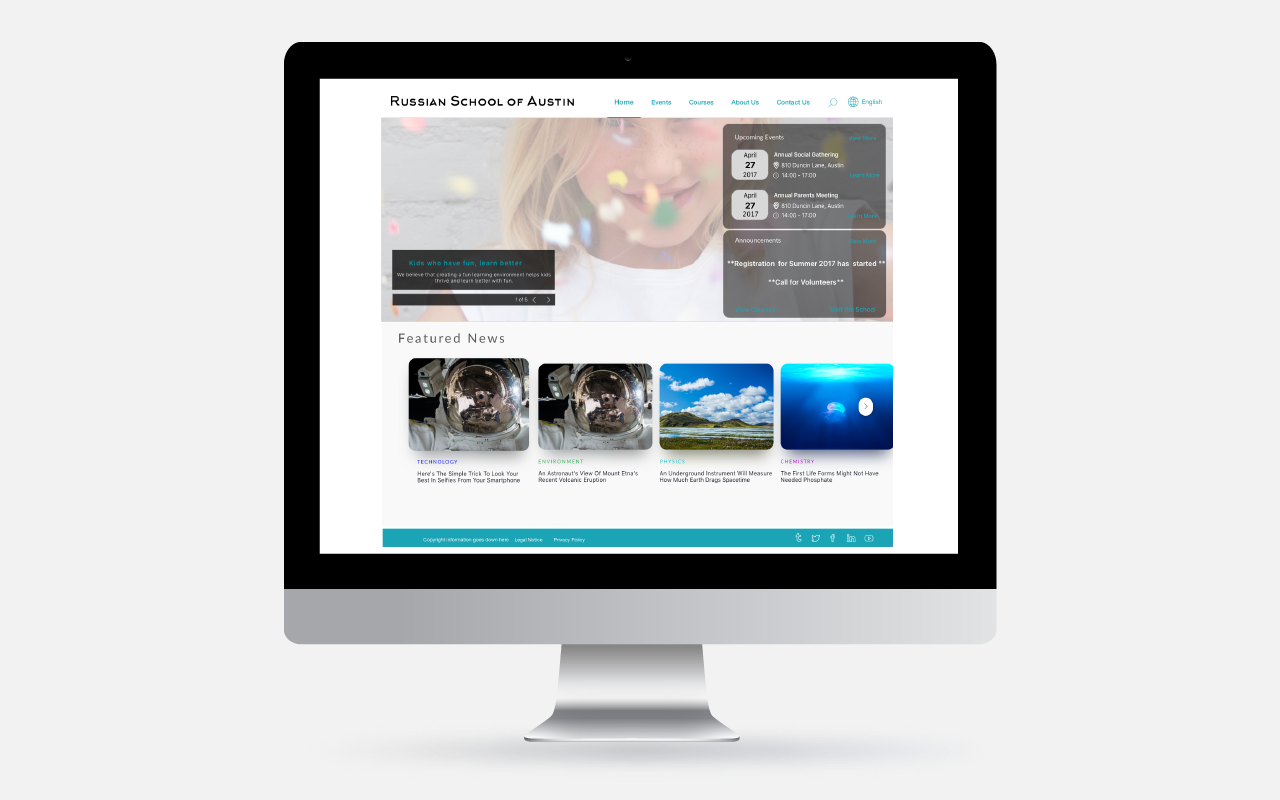 Russian School of Austin
Home Events Courses About Us Contact Us English
Upcoming Events View More
April
27
2017
Annual Social Gathering
810 Duncin Lane, Austin
14:00 - 17:00
Learn More
April
27
2017
Annual Parents Meeting
810 Duncin Lane, Austin
14:00 - 17:00
Learn More
Announcements View More
**Registration for Summer 2017 has started **
**Call for Volunteers**
School
Kids who have fun, learn better
We believe that creating a fun learning environment helps kids
thrive and learn better with fun.
1 of 5
Featured News
TECHNOLOGY
Here's The Simple Trick To Look Your
Best In Selfies From Your Smartphone
ENVIRONMENT
An Astronaut's View Of Mount Etna's
Recent Volcanic Eruption
PHYSICS
An Underground Instrument Will Measure
How Much Earth Drags Spacetime
CHEMISTRY
The First Life Forms Might Not Have
Needed Phosphate
Copyright information goes down here Legal Notice Privacy Policy